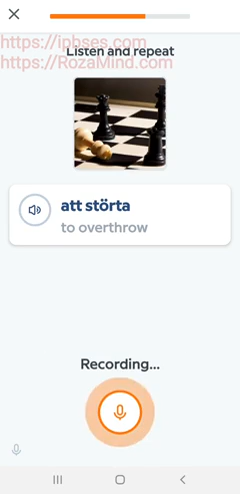 https://ipbses.com
Listen and repeat
https://RozaMind.com
att störta
to overthrow
Recording...